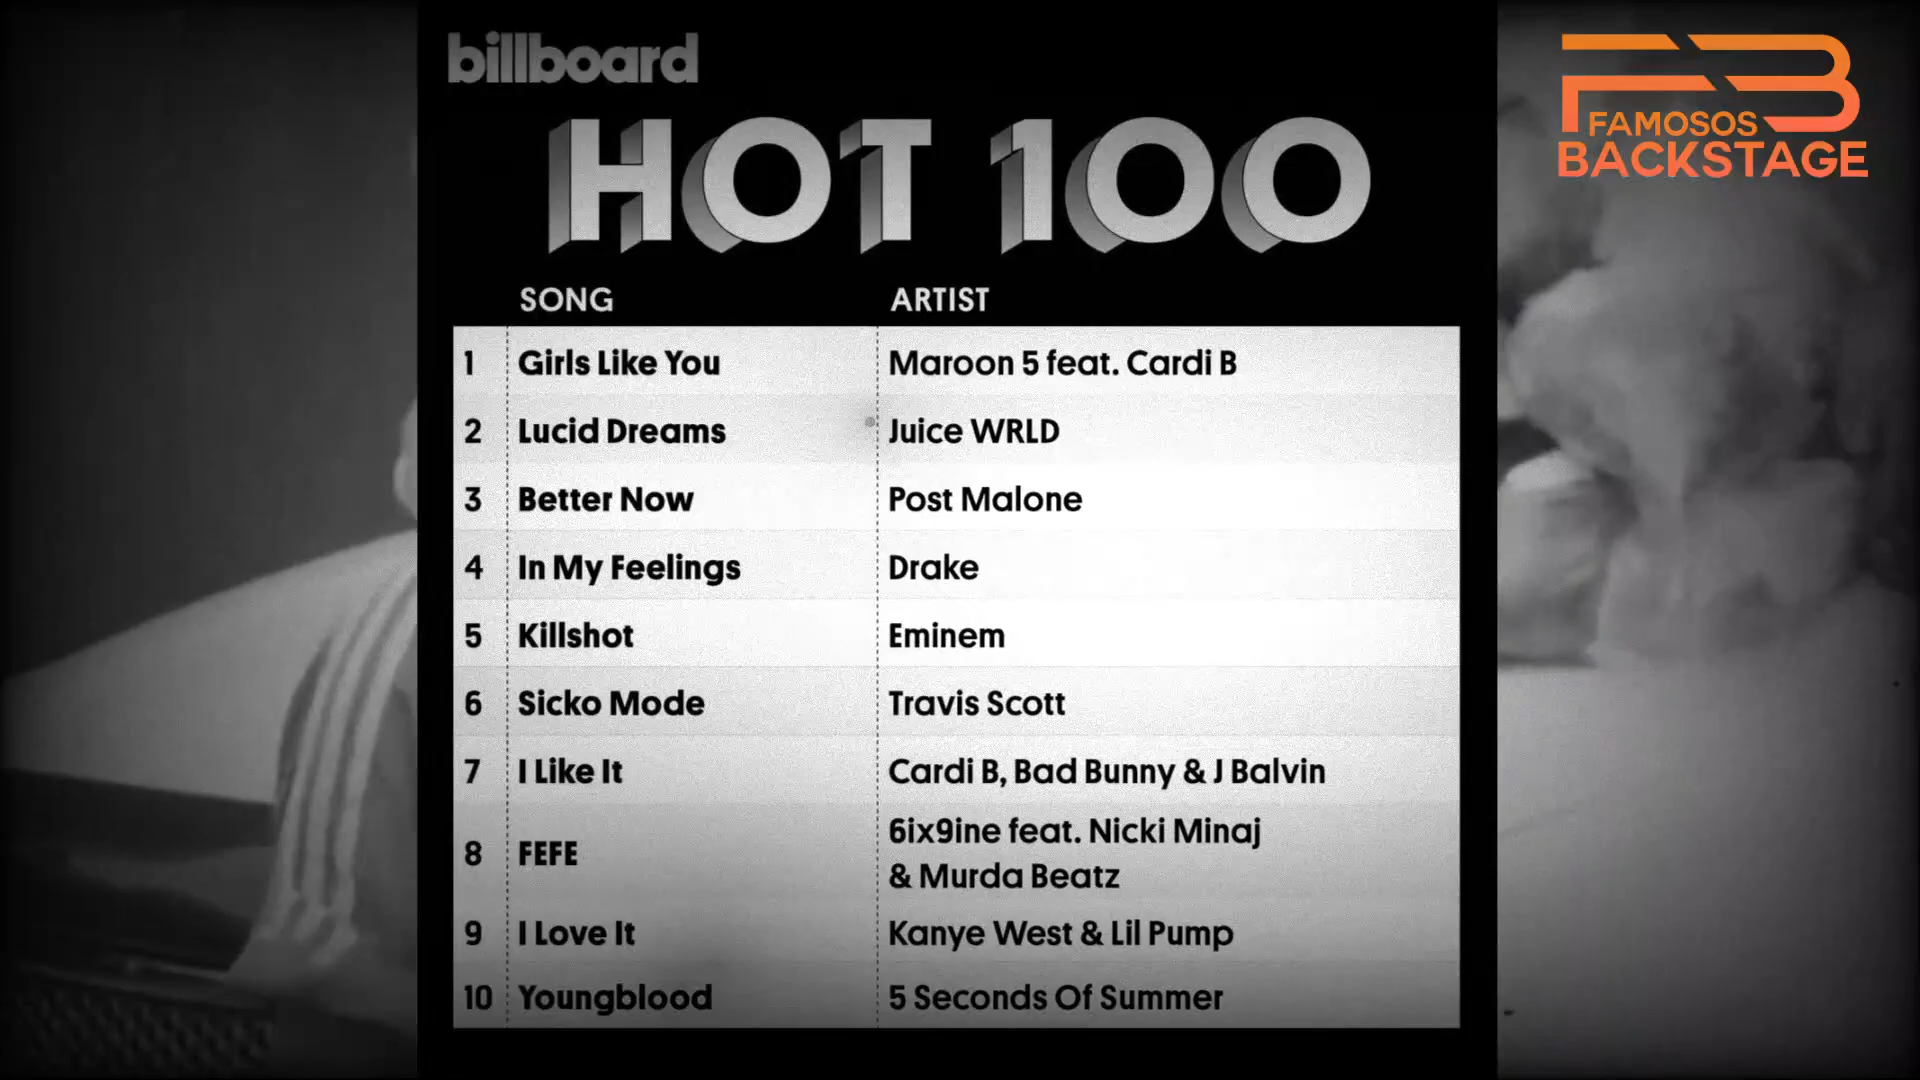 billboard
HOT 100
FAMOSOS
BACKSTAGE
SONG ARTIST
1 Girls Like You Maroon 5 feat. Cardi B
2 Lucid Dreams Juice WRLD
3 Better Now Post Malone
4 In My Feelings Drake
5 Killshot Eminem
6 Sicko Mode Travis Scott
7 I Like It Cardi B, Bad Bunny & J Balvin
8 FEFE 6ix9ine feat. Nicki Minaj
& Murda Beatz
9 I Love It Kanye West & Lil Pump
10 Youngblood 5 Seconds Of Summer